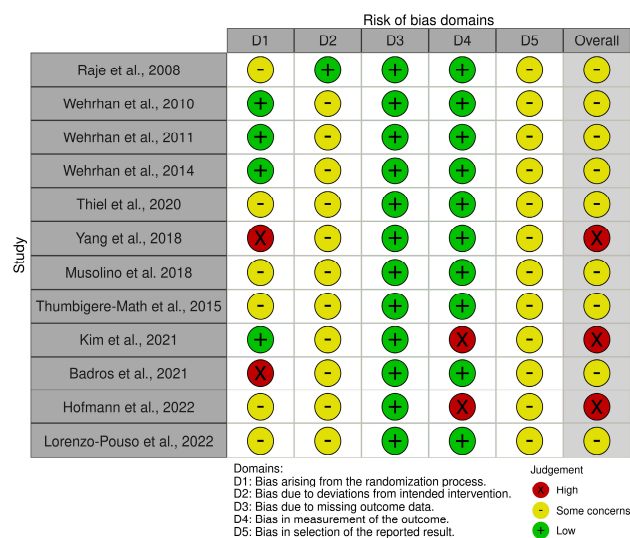 Risk of bias domains
D1 D2 D3 D4 D5 Overall
Raje et al., 2008 - + + + - -
Wehrhan et al., 2010 + - + + - -
Wehrhan et al., 2011 + - + + - -
Wehrhan et al., 2014 + - + + - -
Thiel et al., 2020 - - + + - -
Yang et al., 2018 X - + + - X
Musolino et al. 2018 - - + + - -
Thumbigere-Math et al., 2015 - - + + - -
Kim et al., 2021 + - + X - X
Badros et al., 2021 X - + + - -
Hofmann et al., 2022 - - + X - X
Lorenzo-Pouso et al., 2022 - - + + - -
Study
Domains:
D1: Bias arising from the randomization process.
D2: Bias due to deviations from intended intervention.
D3: Bias due to missing outcome data.
D4: Bias in measurement of the outcome.
D5: Bias in selection of the reported result.
Judgement
X High
- Some concerns
+ Low